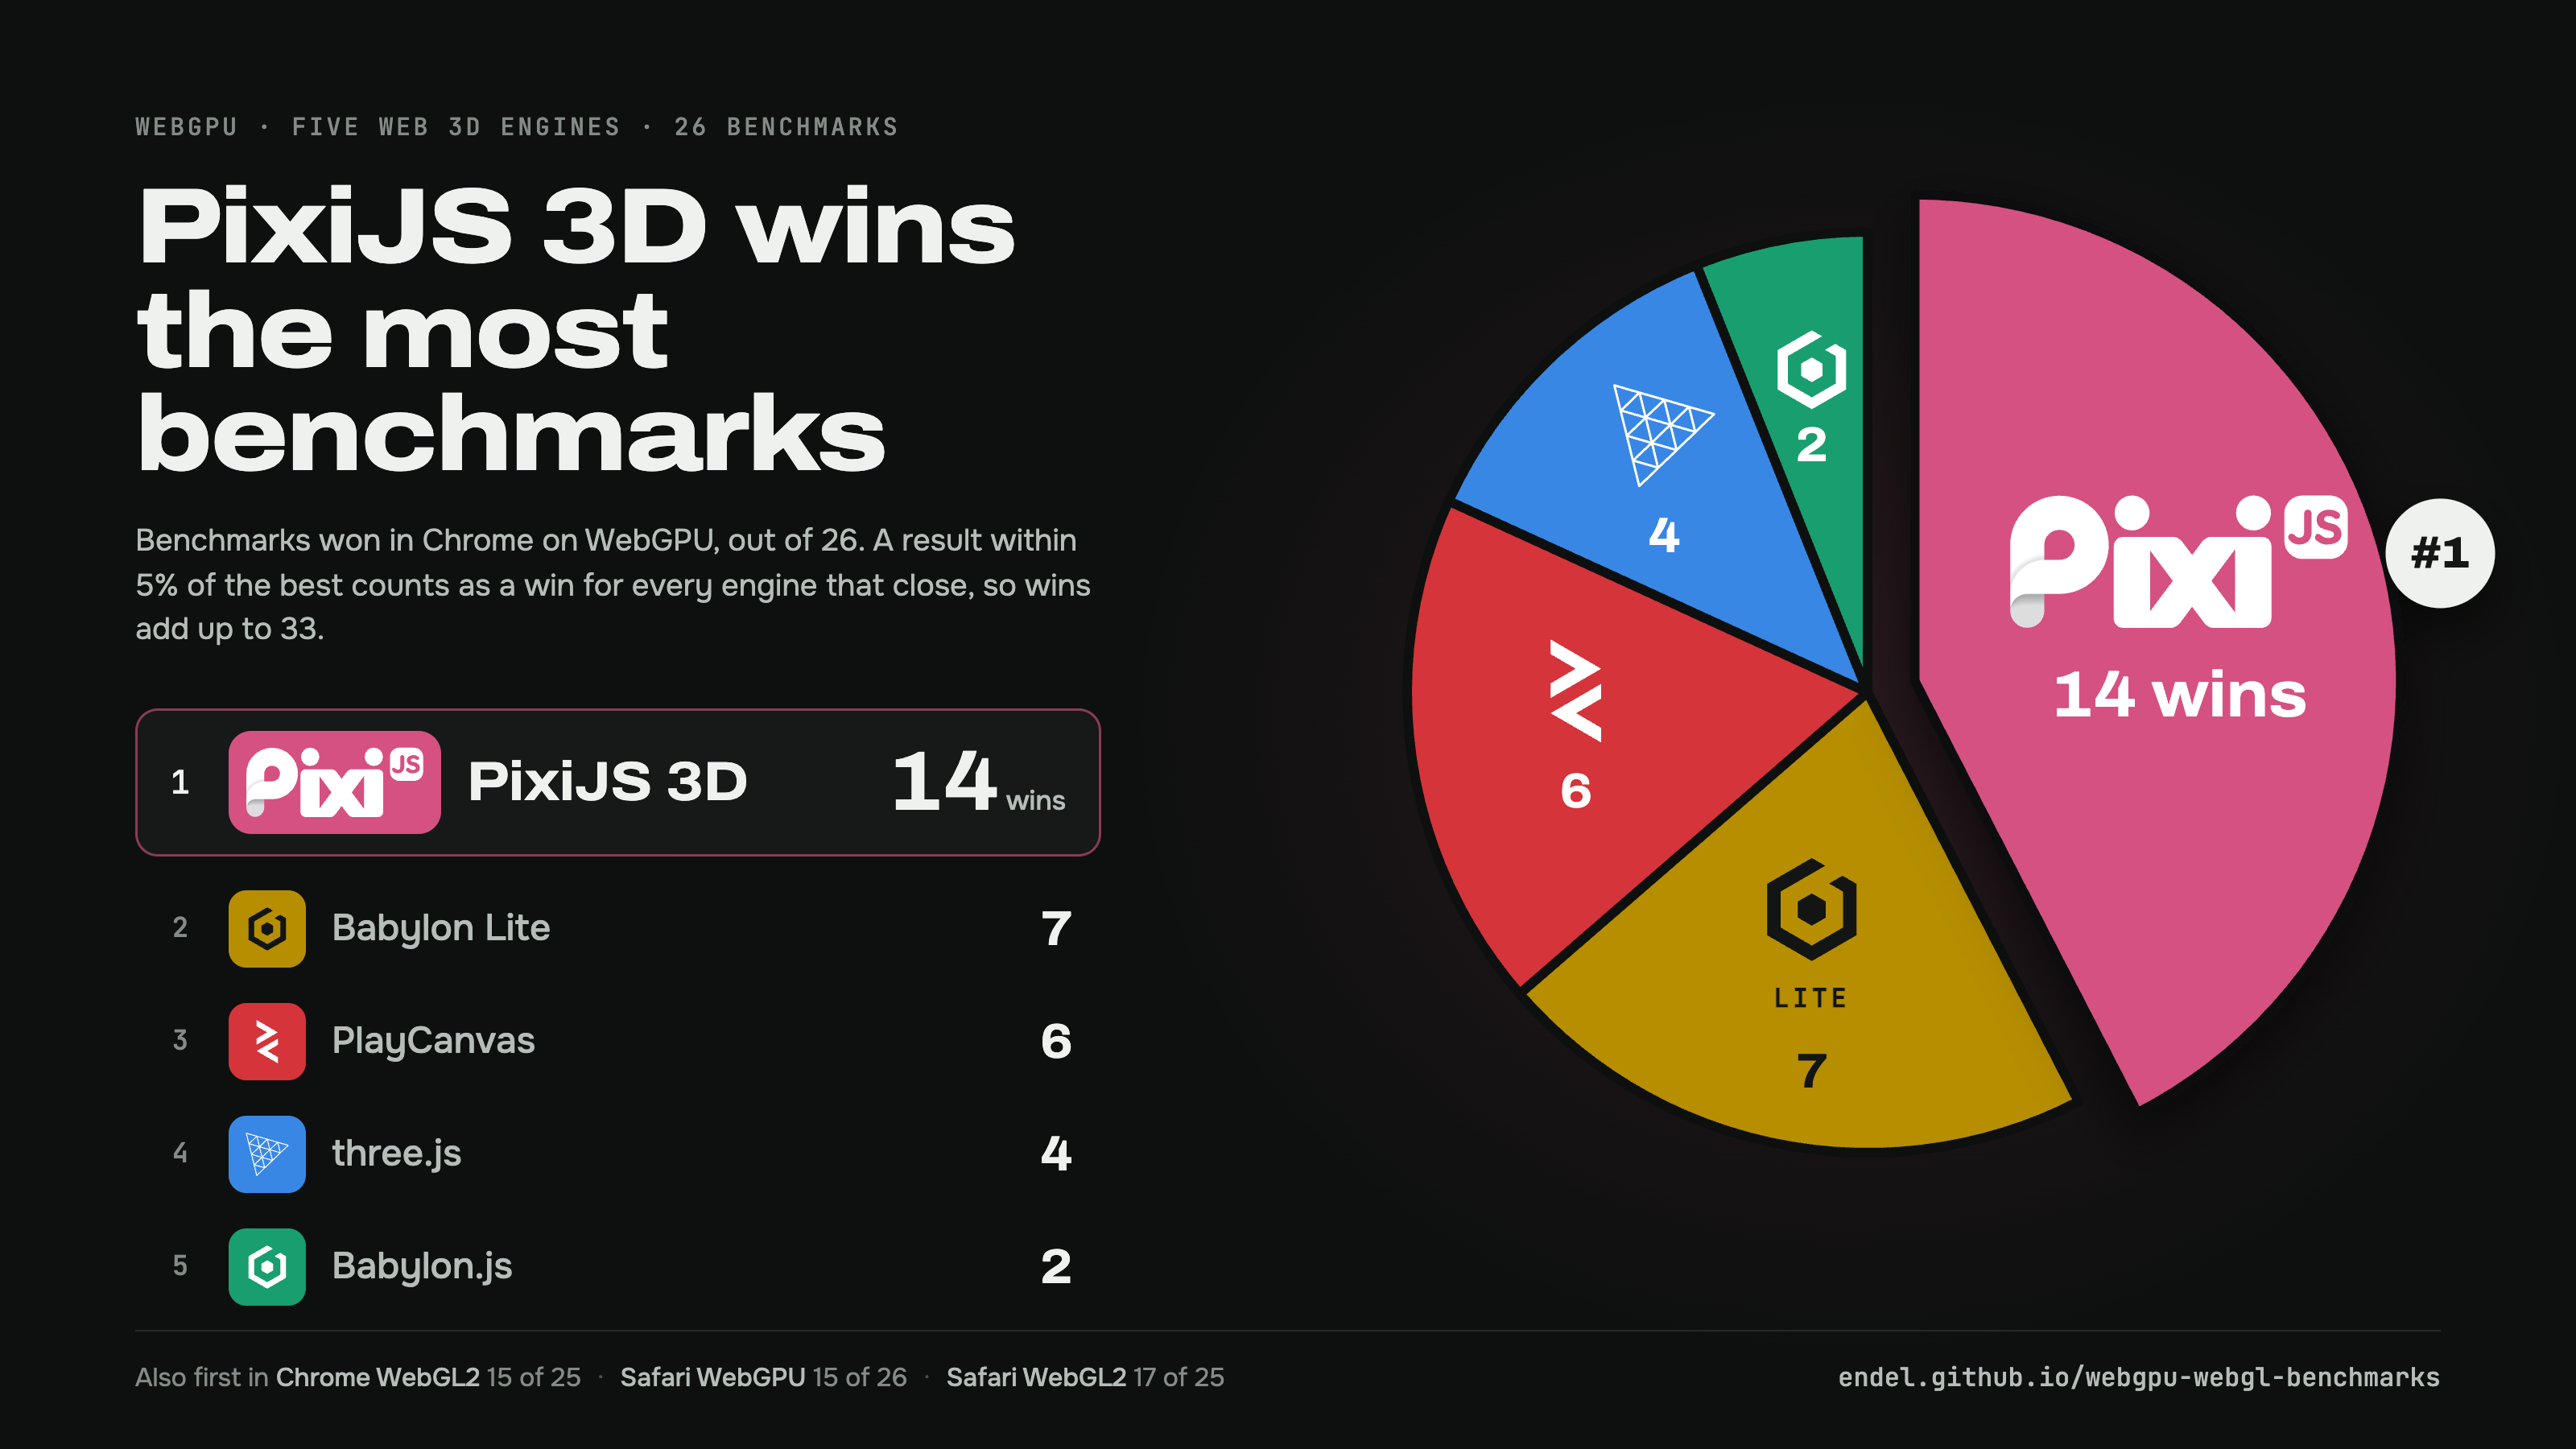 WEBGPU · FIVE WEB 3D ENGINES · 26 BENCHMARKS
PixiJS 3D wins
the most
benchmarks
Benchmarks won in Chrome on WebGPU, out of 26. A result within
5% of the best counts as a win for every engine that close, so wins
add up to 33.
1 Pixi JS PixiJS 3D 14 wins
2 Babylon Lite 7
3 PlayCanvas 6
4 three.js 4
5 Babylon.js 2
2
4
6
LITE
7
Pixi JS
14 wins
#1
Also first in Chrome WebGL2 15 of 25 · Safari WebGPU 15 of 26 · Safari WebGL2 17 of 25
endel.github.io/webgpu-webgl-benchmarks